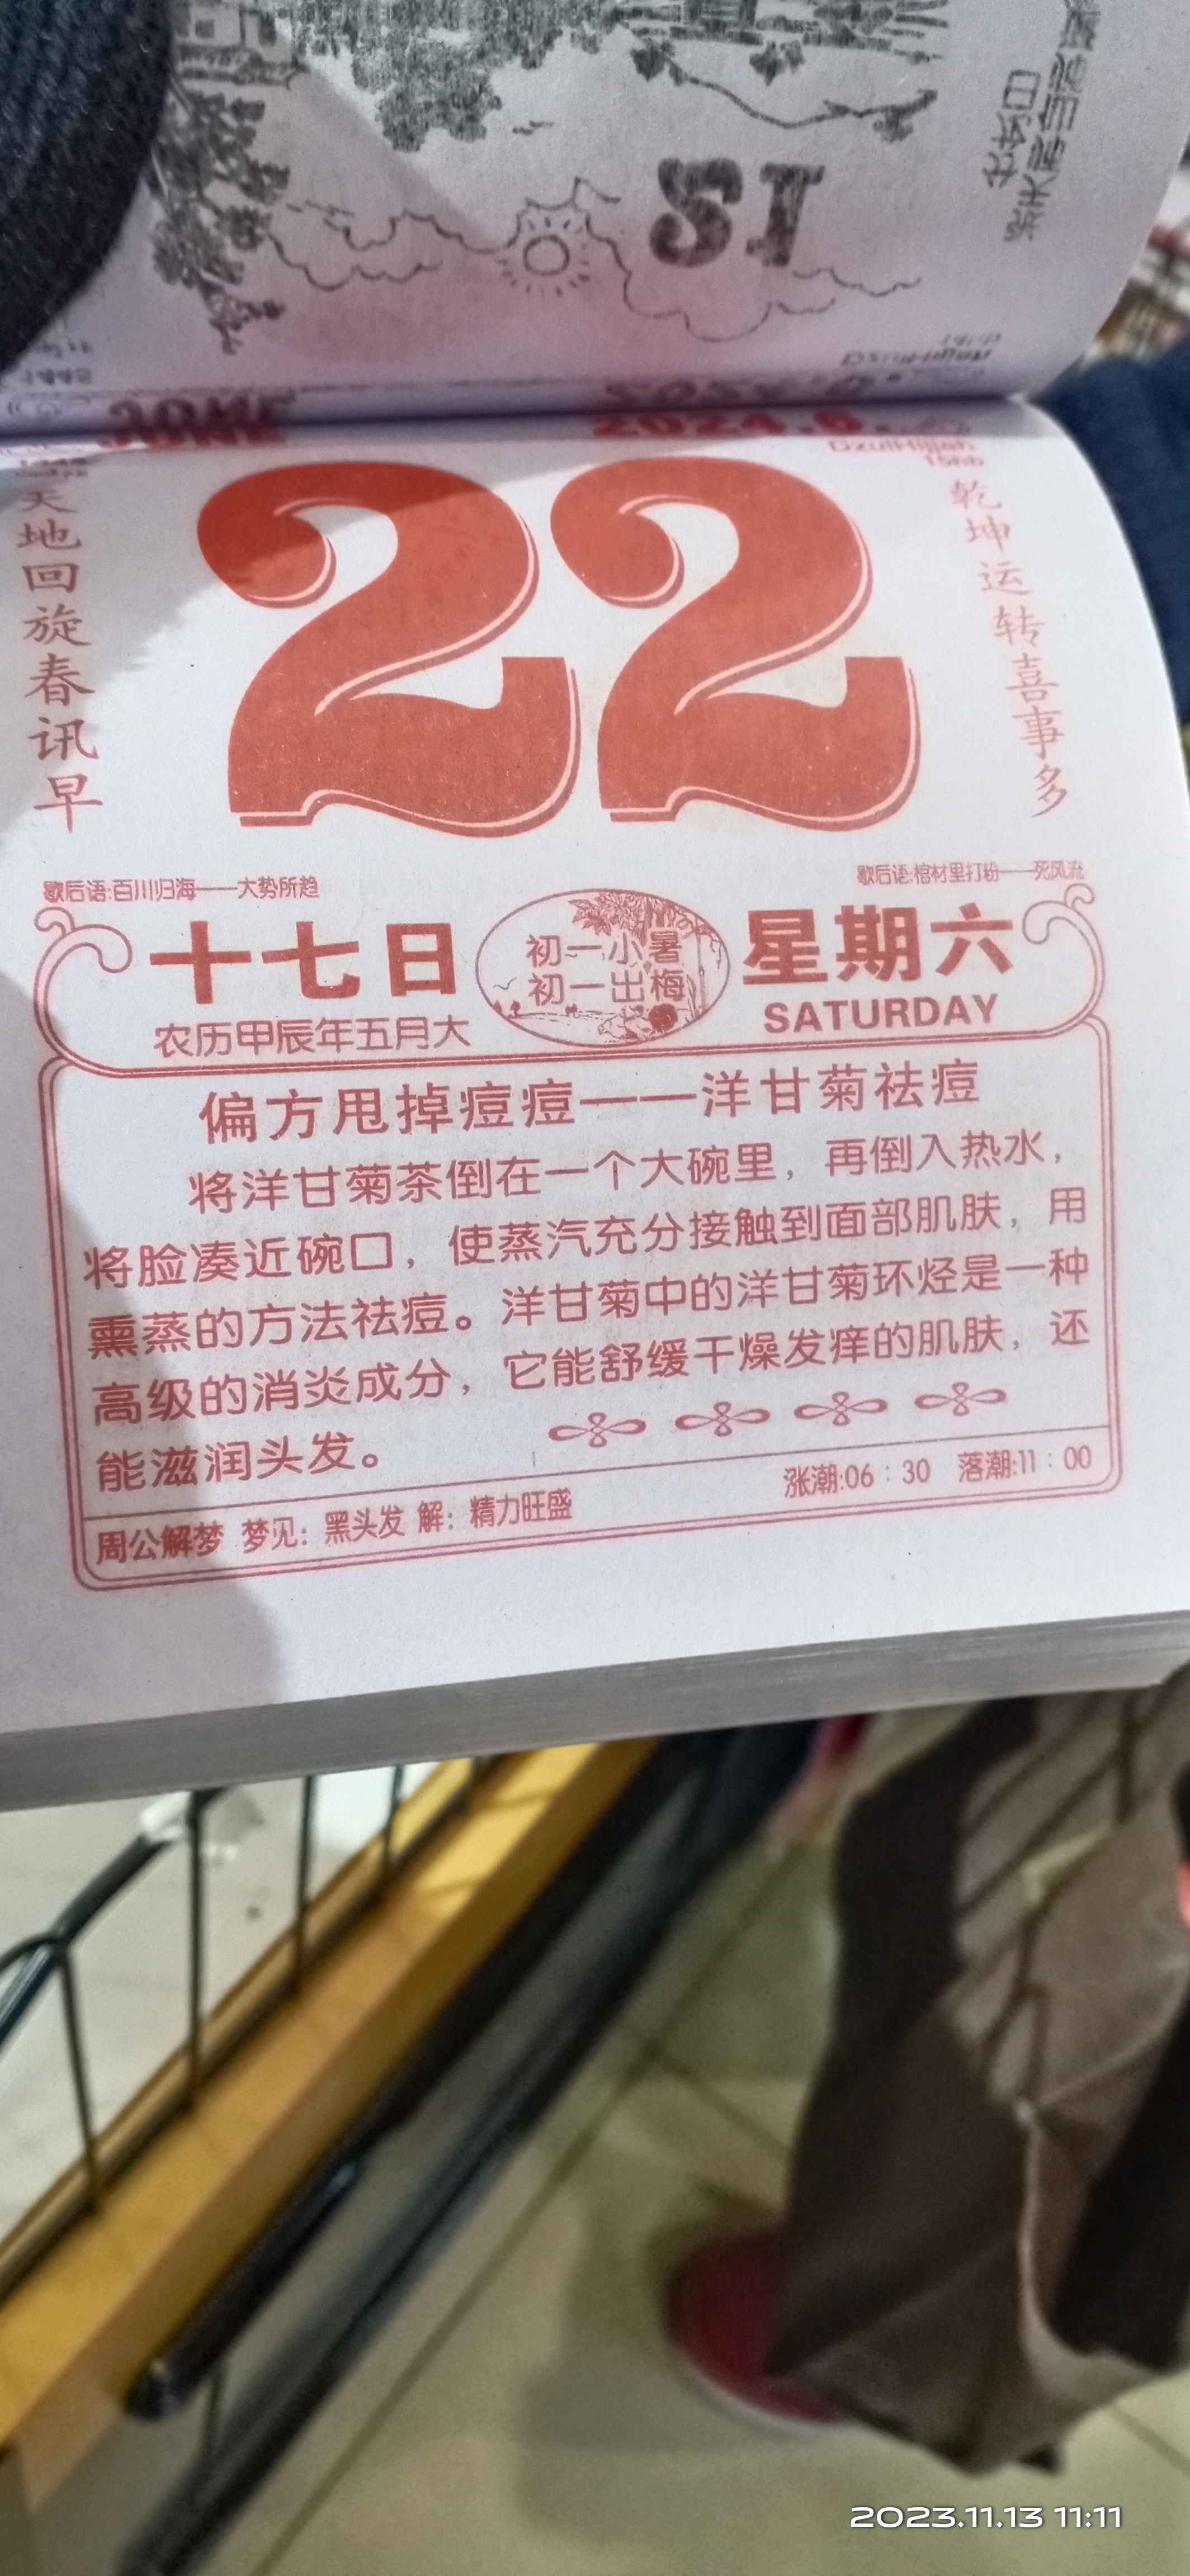 JUNE 2024.6.
DzulHijjah
15hb
天地回旋春讯早
22
乾坤运转喜事多
歇后语:百川归海——大势所趋
歇后语:棺材里打粉——死风流
十七日
农历甲辰年五月大
初一小暑
初一出梅
星期六
SATURDAY
偏方甩掉痘痘——洋甘菊祛痘
将洋甘菊茶倒在一个大碗里，再倒入热水，
将脸凑近碗口，使蒸汽充分接触到面部肌肤，用
熏蒸的方法祛痘。洋甘菊中的洋甘菊环烃是一种
高级的消炎成分，它能舒缓干燥发痒的肌肤，还
能滋润头发。
周公解梦 梦见：黑头发 解：精力旺盛
涨潮:06：30 落潮:11：00
2023.11.13 11:11